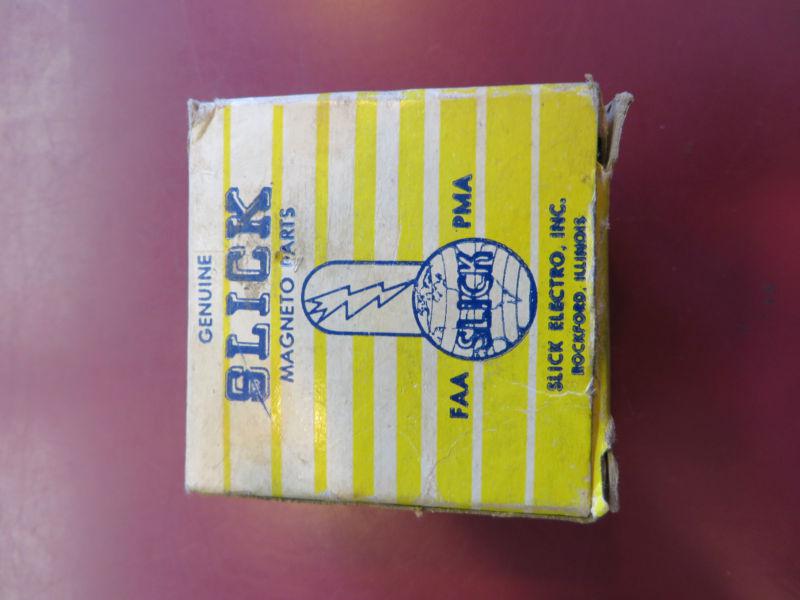 GENUINE
SLICK
MAGNETO PARTS
FAA SLICK PMA
SLICK ELECTRO, INC.
ROCKFORD, ILLINOIS